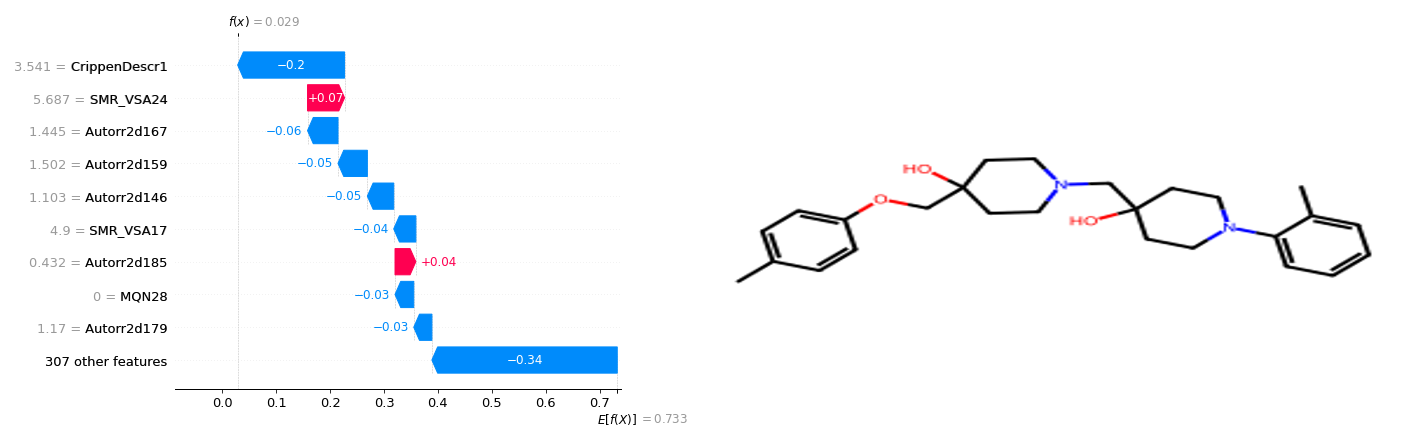 f(x) = 0.029
3.541 = CrippenDescr1
−0.2
5.687 = SMR_VSA24
+0.07
1.445 = Autorr2d167
−0.06
1.502 = Autorr2d159
−0.05
1.103 = Autorr2d146
−0.05
4.9 = SMR_VSA17
−0.04
0.432 = Autorr2d185
+0.04
0 = MQN28
−0.03
1.17 = Autorr2d179
−0.03
307 other features
−0.34
0.0 0.1 0.2 0.3 0.4 0.5 0.6 0.7
E[f(X)] = 0.733
HO
O
N
HO
N